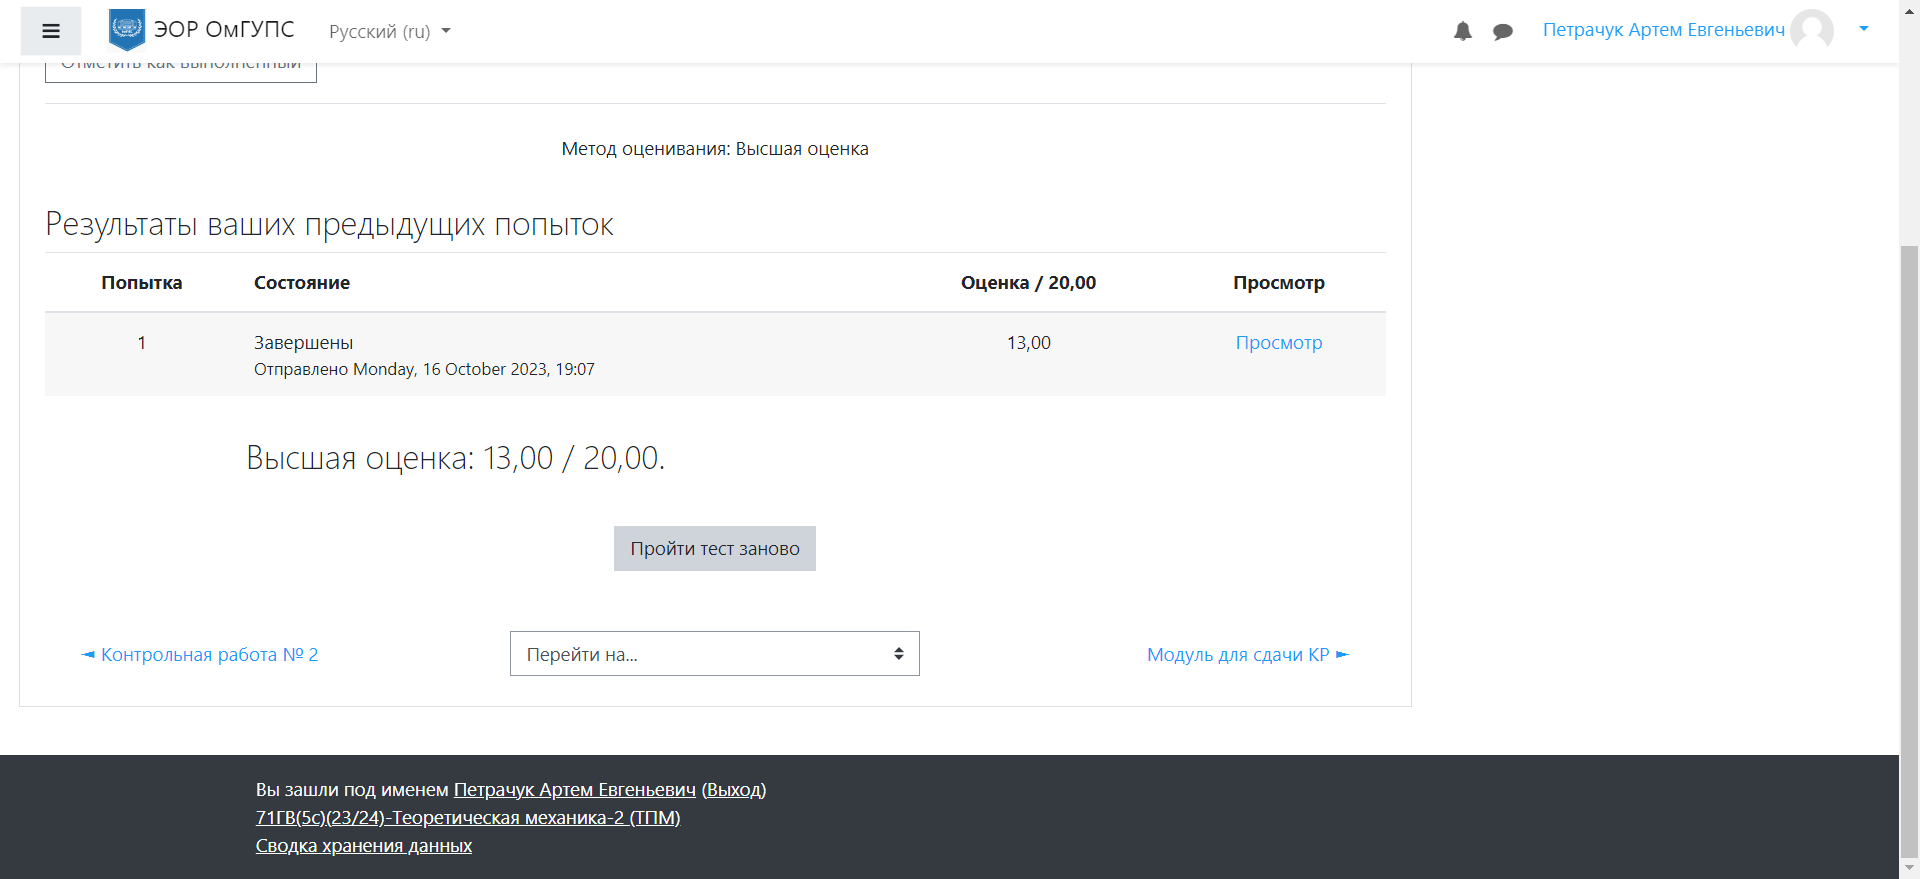 ЭОР ОмГУПС
Русский (ru)
Петрачук Артем Евгеньевич
Отметить как выполненный
Метод оценивания: Высшая оценка
Результаты ваших предыдущих попыток
Попытка Состояние Оценка / 20,00 Просмотр
1 Завершены 13,00 Просмотр
Отправлено Monday, 16 October 2023, 19:07
Высшая оценка: 13,00 / 20,00.
Пройти тест заново
◄ Контрольная работа № 2
Перейти на...
Модуль для сдачи КР ►
Вы зашли под именем Петрачук Артем Евгеньевич (Выход)
71ГВ(5с)(23/24)-Теоретическая механика-2 (ТПМ)
Сводка хранения данных